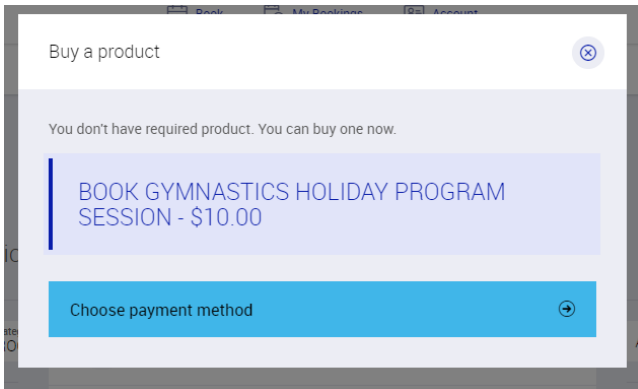 Book My Bookings Account
Buy a product
You don't have required product. You can buy one now.
BOOK GYMNASTICS HOLIDAY PROGRAM
SESSION - $10.00
Choose payment method